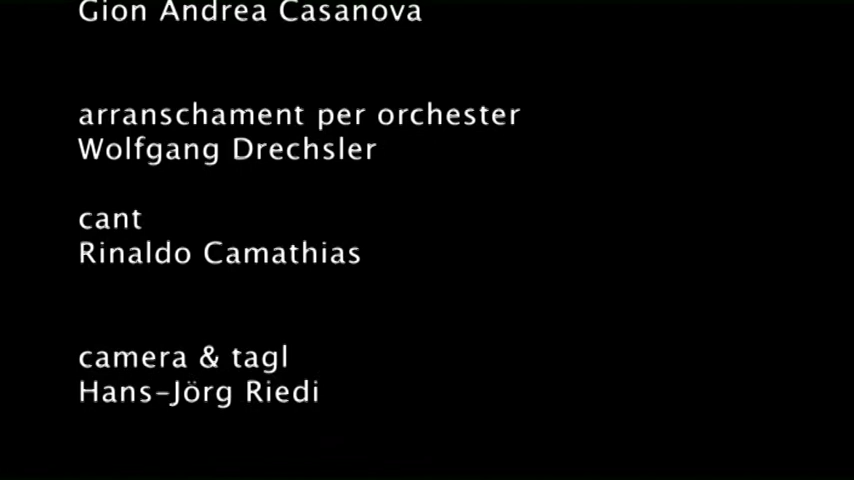 Gion Andrea Casanova
arranschament per orchester
Wolfgang Drechsler
cant
Rinaldo Camathias
camera & tagl
Hans-Jörg Riedi